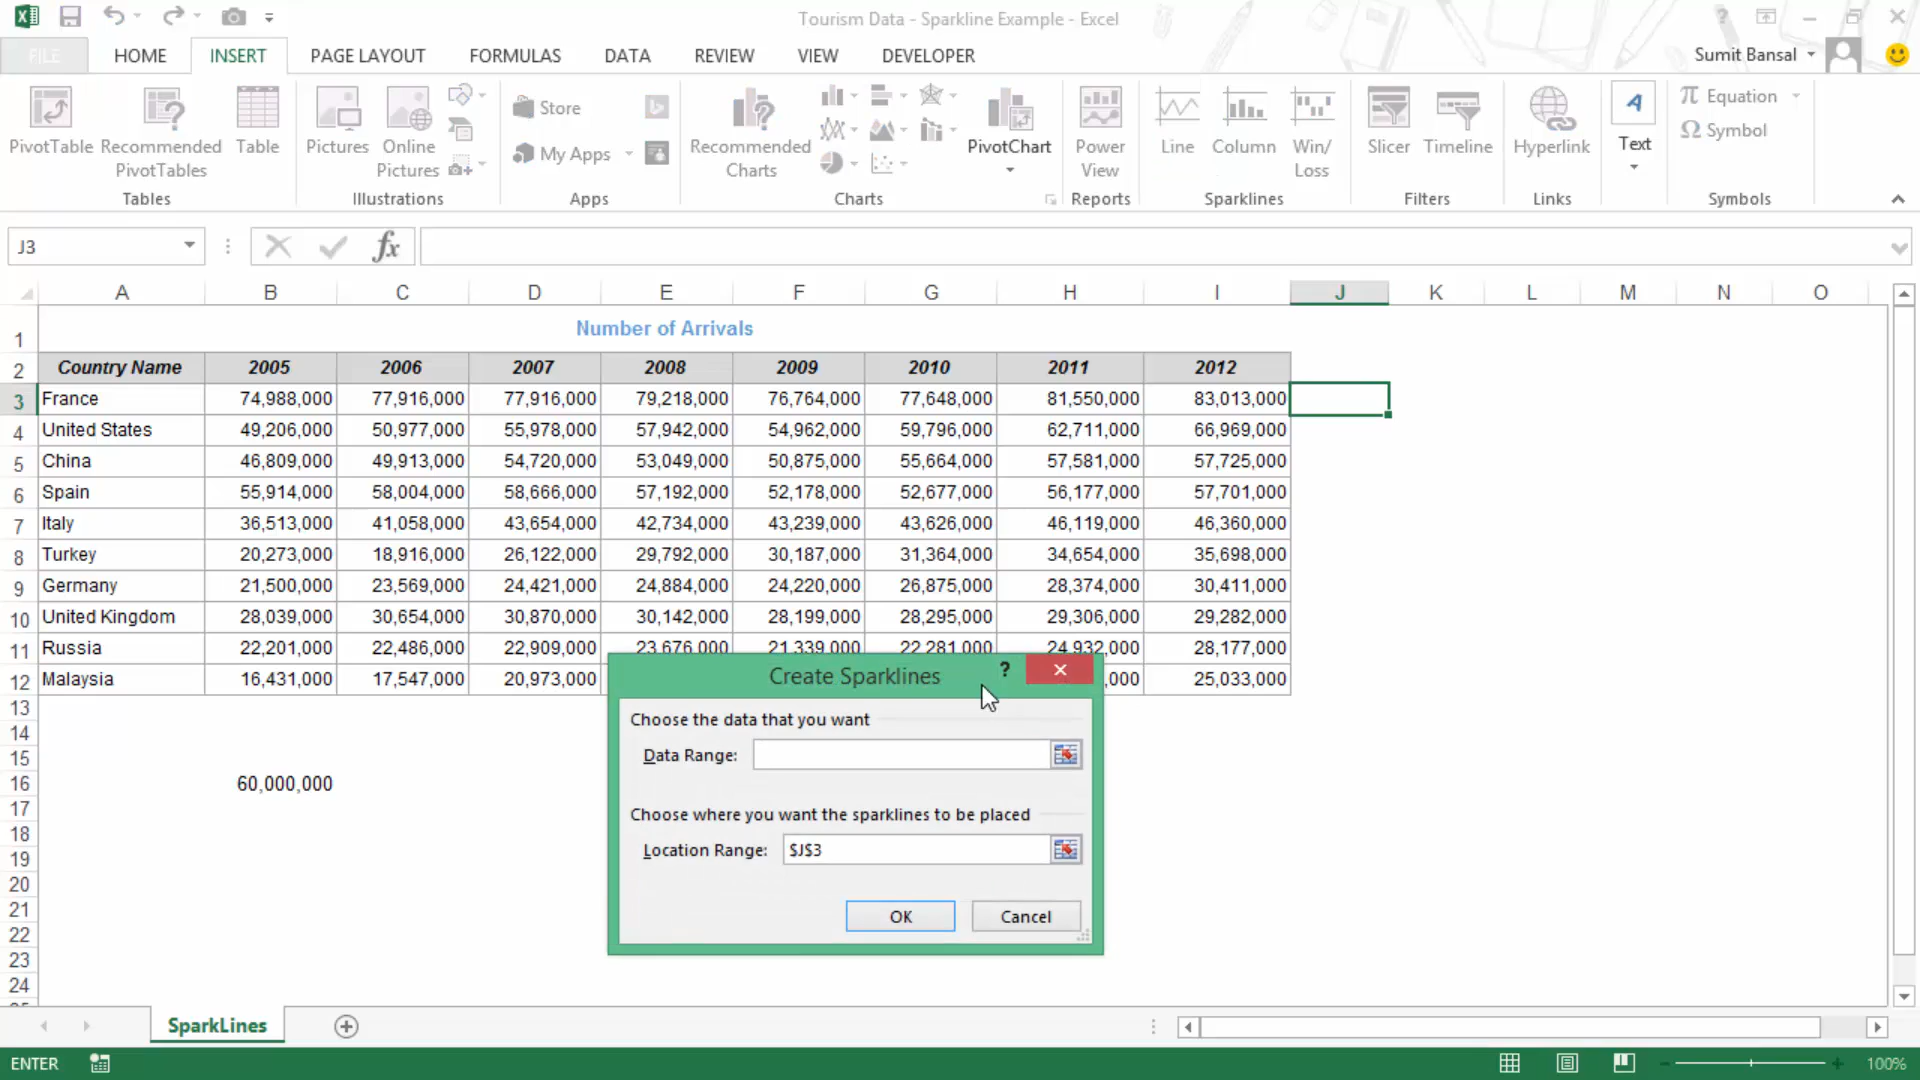 Tourism Data - Sparkline Example - Excel
FILE HOME INSERT PAGE LAYOUT FORMULAS DATA REVIEW VIEW DEVELOPER Sumit Bansal
PivotTable Recommended PivotTables Table Pictures Online Pictures Store My Apps Recommended Charts PivotChart Power View Line Column Win/ Loss Slicer Timeline Hyperlink Text Equation Symbol
Tables Illustrations Apps Charts Reports Sparklines Filters Links Symbols
J3 fx
A B C D E F G H I J K L M N O
1 Number of Arrivals
2 Country Name 2005 2006 2007 2008 2009 2010 2011 2012
3 France 74,988,000 77,916,000 77,916,000 79,218,000 76,764,000 77,648,000 81,550,000 83,013,000
4 United States 49,206,000 50,977,000 55,978,000 57,942,000 54,962,000 59,796,000 62,711,000 66,969,000
5 China 46,809,000 49,913,000 54,720,000 53,049,000 50,875,000 55,664,000 57,581,000 57,725,000
6 Spain 55,914,000 58,004,000 58,666,000 57,192,000 52,178,000 52,677,000 56,177,000 57,701,000
7 Italy 36,513,000 41,058,000 43,654,000 42,734,000 43,239,000 43,626,000 46,119,000 46,360,000
8 Turkey 20,273,000 18,916,000 26,122,000 29,792,000 30,187,000 31,364,000 34,654,000 35,698,000
9 Germany 21,500,000 23,569,000 24,421,000 24,884,000 24,220,000 26,875,000 28,374,000 30,411,000
10 United Kingdom 28,039,000 30,654,000 30,870,000 30,142,000 28,199,000 28,295,000 29,306,000 29,282,000
11 Russia 22,201,000 22,486,000 22,909,000 23,676,000 21,339,000 22,281,000 24,932,000 28,177,000
12 Malaysia 16,431,000 17,547,000 20,973,000 ,000 25,033,000
13
14
15
16 60,000,000
17
18
19
20
21
22
23
24
Create Sparklines ?
Choose the data that you want
Data Range:
Choose where you want the sparklines to be placed
Location Range: $J$3
OK Cancel
SparkLines
ENTER 100%